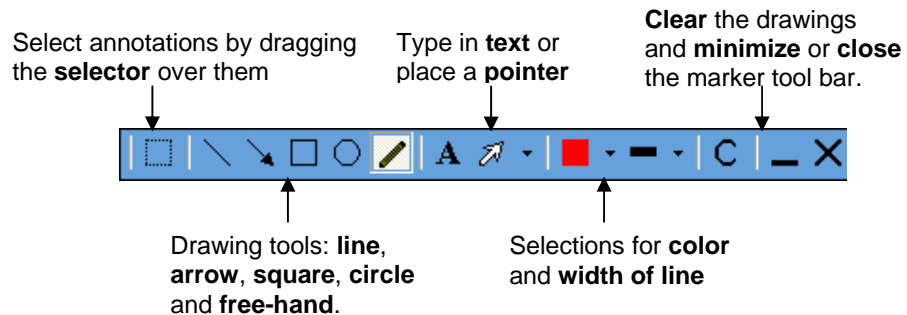 Select annotations by dragging
the selector over them
Type in text or
place a pointer
Clear the drawings
and minimize or close
the marker tool bar.
A
C
Drawing tools: line,
arrow, square, circle
and free-hand.
Selections for color
and width of line